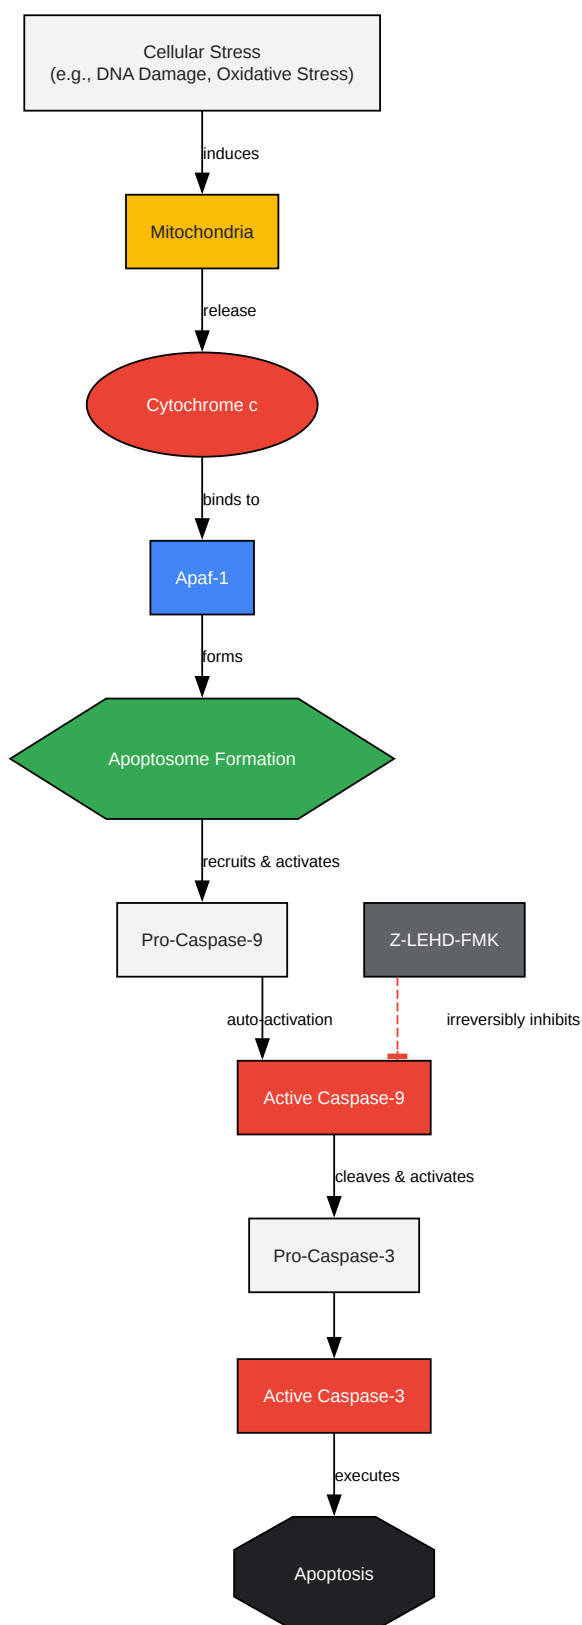 Cellular Stress
(e.g., DNA Damage, Oxidative Stress)
induces
Mitochondria
release
Cytochrome c
binds to
Apaf-1
forms
Apoptosome Formation
recruits & activates
Pro-Caspase-9
Z-LEHD-FMK
auto-activation
irreversibly inhibits
Active Caspase-9
cleaves & activates
Pro-Caspase-3
Active Caspase-3
executes
Apoptosis